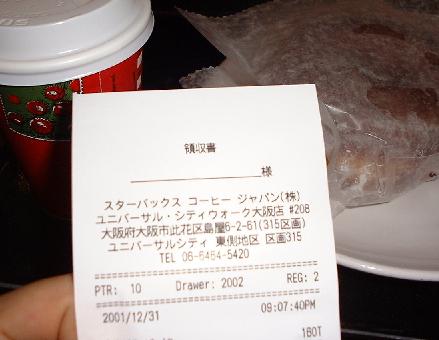 領収書
様
スターバックス コーヒー ジャパン(株)
ユニバーサル・シティウォーク大阪店 #208
大阪府大阪市此花区島屋6-2-61(315区画)
ユニバーサルシティ 東側地区 区画315
TEL 06-6464-5420
PTR: 10 Drawer: 2002 REG: 2
2001/12/31 09:07:40PM
160T